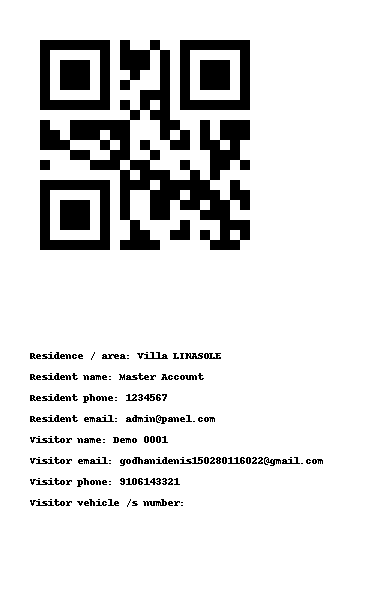 Residence / area: Villa LINASOLE
Resident name: Master Account
Resident phone: 1234567
Resident email: admin@panel.com
Visitor name: Demo 0001
Visitor email: godhanidenis150280116022@gmail.com
Visitor phone: 9106143321
Visitor vehicle /s number: